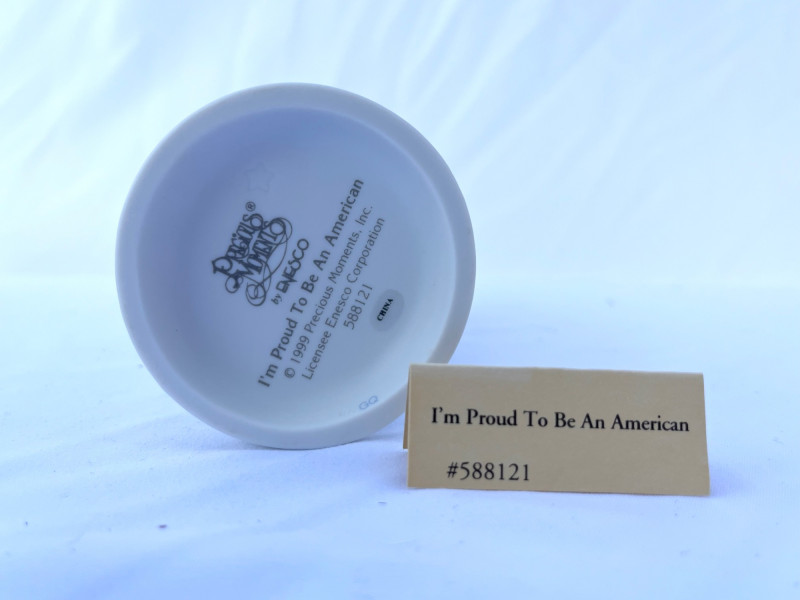 PRECIOUS
MOMENTS®
by ENESCO
I'm Proud To Be An American
© 1999 Precious Moments, Inc.
Licensee Enesco Corporation
588121
CHINA
GQ
I'm Proud To Be An American
#588121